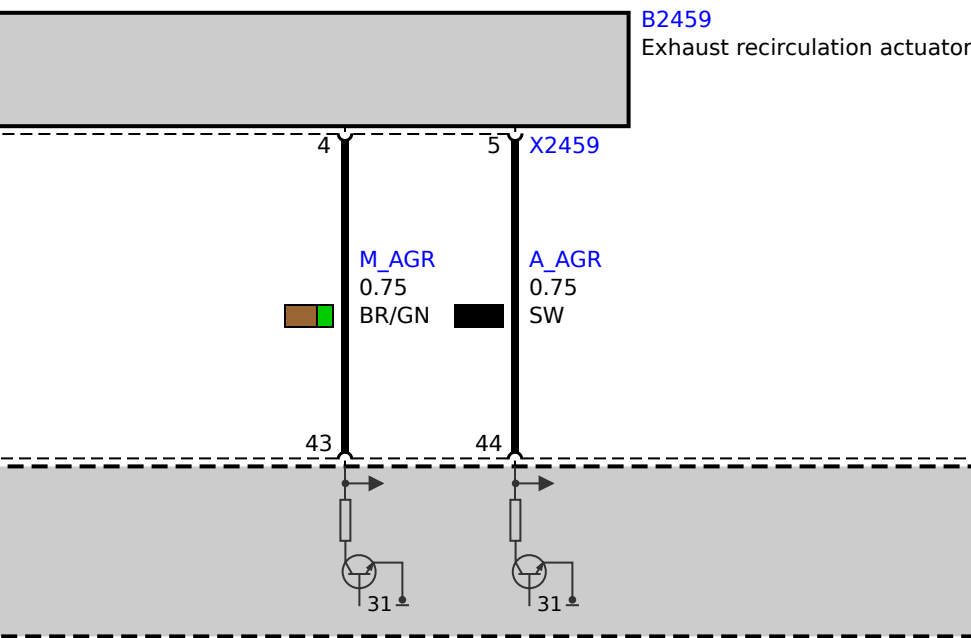 B2459
Exhaust recirculation actuator
4
5
X2459
M_AGR
0.75
BR/GN
A_AGR
0.75
SW
43
44
31
31